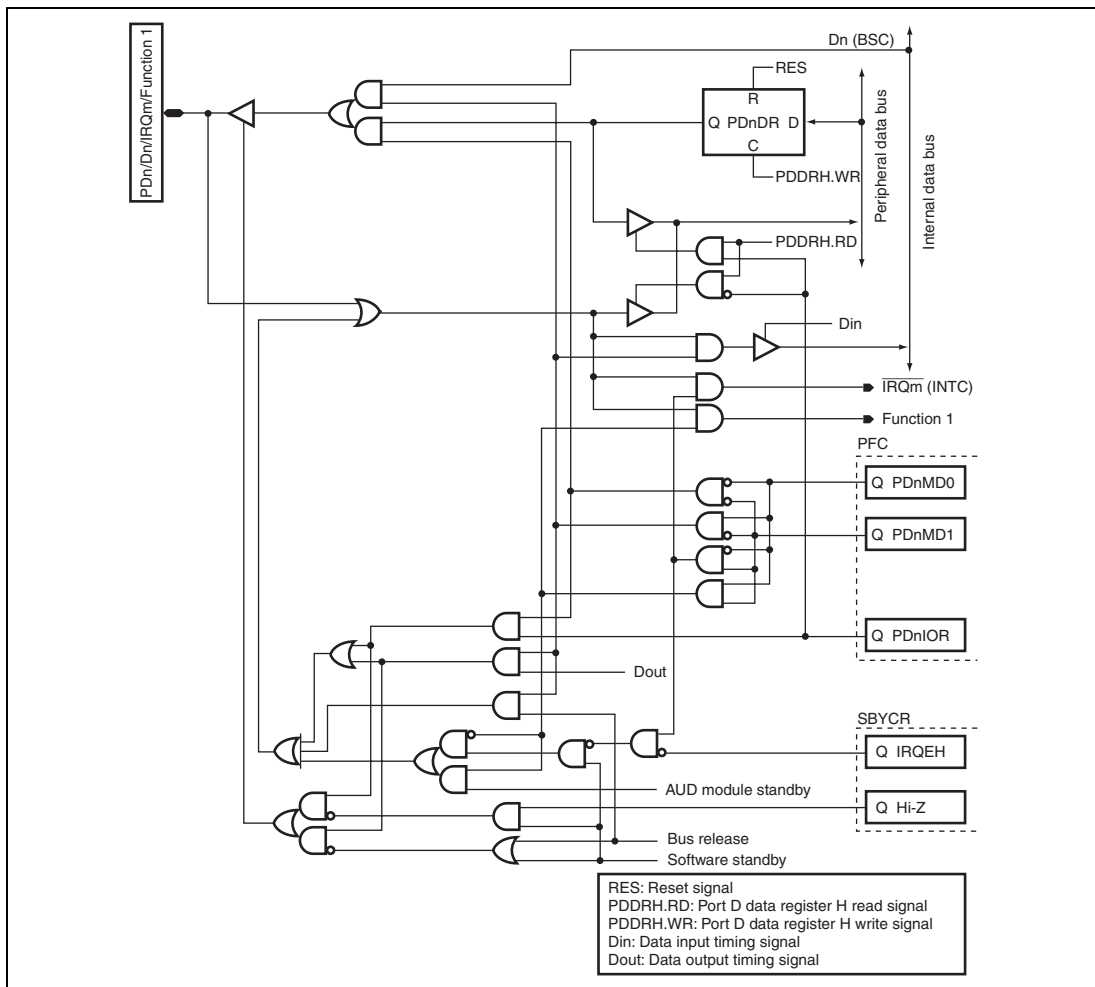 PDn/Dn/IRQm/Function 1
Dn (BSC)
RES
R
Q PDnDR D
C
PDDRH.WR
Peripheral data bus
Internal data bus
PDDRH.RD
Din
IRQm (INTC)
Function 1
PFC
Q PDnMD0
Q PDnMD1
Q PDnIOR
Dout
SBYCR
Q IRQEH
AUD module standby
Q Hi-Z
Bus release
Software standby
RES: Reset signal
PDDRH.RD: Port D data register H read signal
PDDRH.WR: Port D data register H write signal
Din: Data input timing signal
Dout: Data output timing signal